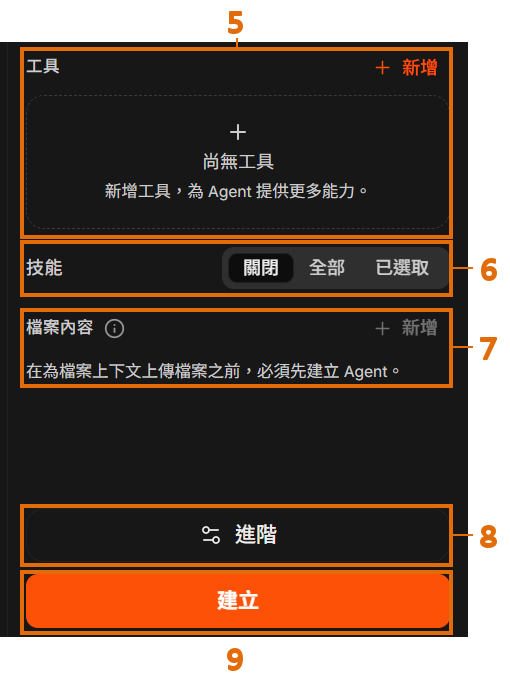 5
工具
新增
尚無工具
新增工具，為 Agent 提供更多能力。
技能
關閉
全部
已選取
6
檔案內容
新增
7
在為檔案上下文上傳檔案之前，必須先建立 Agent。
進階
8
建立
9